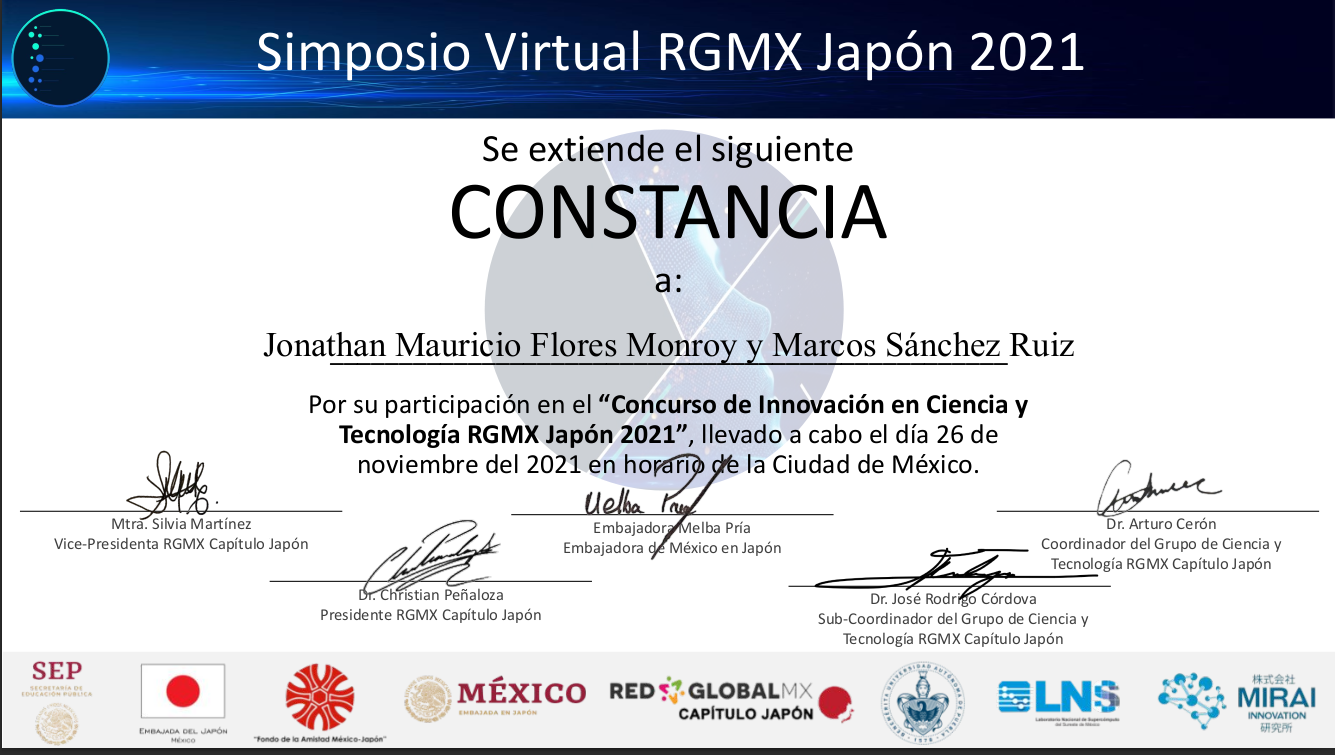 Simposio Virtual RGMX Japón 2021
Se extiende el siguiente
CONSTANCIA
a:
Jonathan Mauricio Flores Monroy y Marcos Sánchez Ruiz
Por su participación en el “Concurso de Innovación en Ciencia y
Tecnología RGMX Japón 2021”, llevado a cabo el día 26 de
noviembre del 2021 en horario de la Ciudad de México.
Mtra. Silvia Martínez
Vice-Presidenta RGMX Capítulo Japón
Dr. Christian Peñaloza
Presidente RGMX Capítulo Japón
Melba Pría
Embajadora Melba Pría
Embajadora de México en Japón
Dr. José Rodrigo Córdova
Sub-Coordinador del Grupo de Ciencia y
Tecnología RGMX Capítulo Japón
Dr. Arturo Cerón
Coordinador del Grupo de Ciencia y
Tecnología RGMX Capítulo Japón
SEP
SECRETARÍA DE
EDUCACIÓN PÚBLICA
EMBAJADA DEL JAPÓN
MÉXICO
"Fondo de la Amistad México-Japón"
MÉXICO
EMBAJADA EN JAPÓN
RED GLOBALMX
CAPÍTULO JAPÓN
LNS
Laboratorio Nacional de Supercómputo
del Sureste de México
株式会社
MIRAI
INNOVATION
研究所